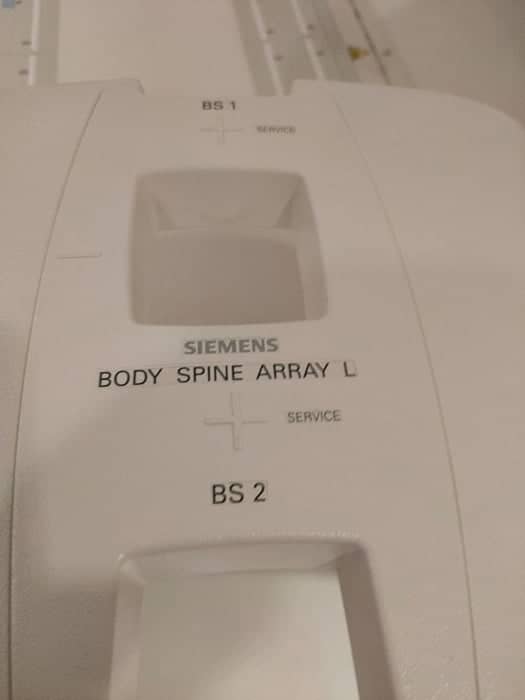 BS 1
SERVICE
SIEMENS
BODY SPINE ARRAY L
SERVICE
BS 2